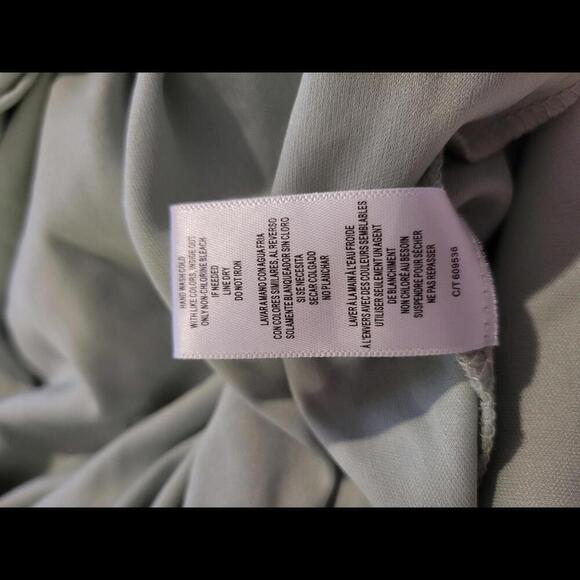 HAND WASH COLD
WITH LIKE COLORS, INSIDE OUT
ONLY NON-CHLORINE BLEACH
IF NEEDED
LINE DRY
DO NOT IRON
LAVAR A MANO CON AGUA FRIA
CON COLORES SIMILARES, AL REVERSO
SOLAMENTE BLANQUEADOR SIN CLORO
SI SE NECESITA
SECAR COLGADO
NO PLANCHAR
LAVER À LA MAIN À L'EAU FROIDE
À L'ENVERS AVEC DES COULEURS SEMBLABLES
UTILISER SEULEMENT UN AGENT
DE BLANCHIMENT
NON CHLORÉ AU BESOIN
SUSPENDRE POUR SÉCHER
NE PAS REPASSER
C/T 609536